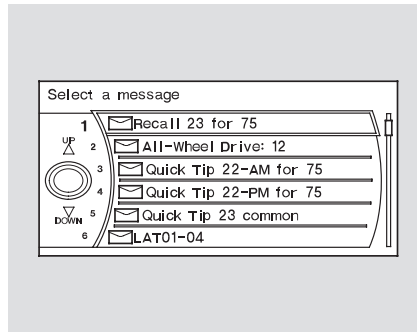 Select a message
1 Recall 23 for 75
UP
2 All-Wheel Drive: 12
3 Quick Tip 22-AM for 75
4 Quick Tip 22-PM for 75
DOWN
5 Quick Tip 23 common
6 LAT01-04